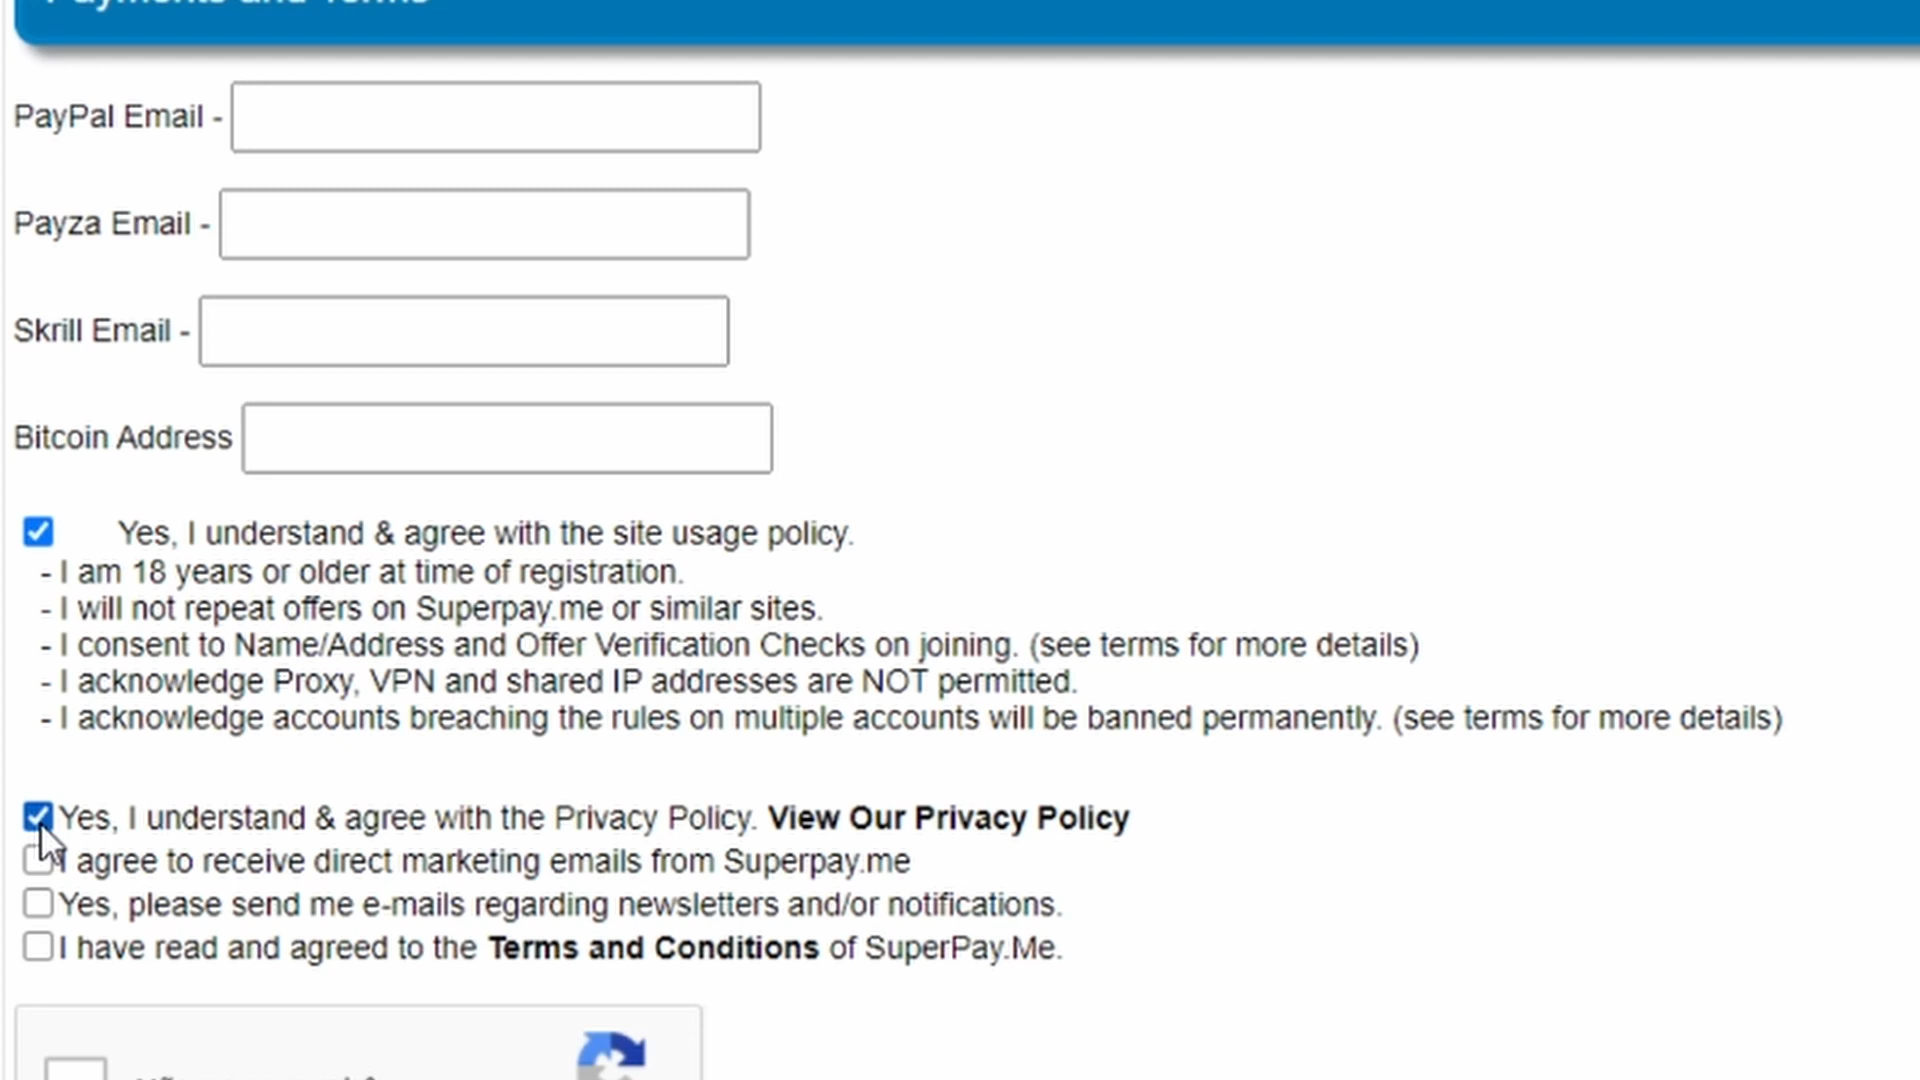 Payments and Terms
PayPal Email -
Payza Email -
Skrill Email -
Bitcoin Address
Yes, I understand & agree with the site usage policy.
- I am 18 years or older at time of registration.
- I will not repeat offers on Superpay.me or similar sites.
- I consent to Name/Address and Offer Verification Checks on joining. (see terms for more details)
- I acknowledge Proxy, VPN and shared IP addresses are NOT permitted.
- I acknowledge accounts breaching the rules on multiple accounts will be banned permanently. (see terms for more details)
Yes, I understand & agree with the Privacy Policy. View Our Privacy Policy
I agree to receive direct marketing emails from Superpay.me
Yes, please send me e-mails regarding newsletters and/or notifications.
I have read and agreed to the Terms and Conditions of SuperPay.Me.